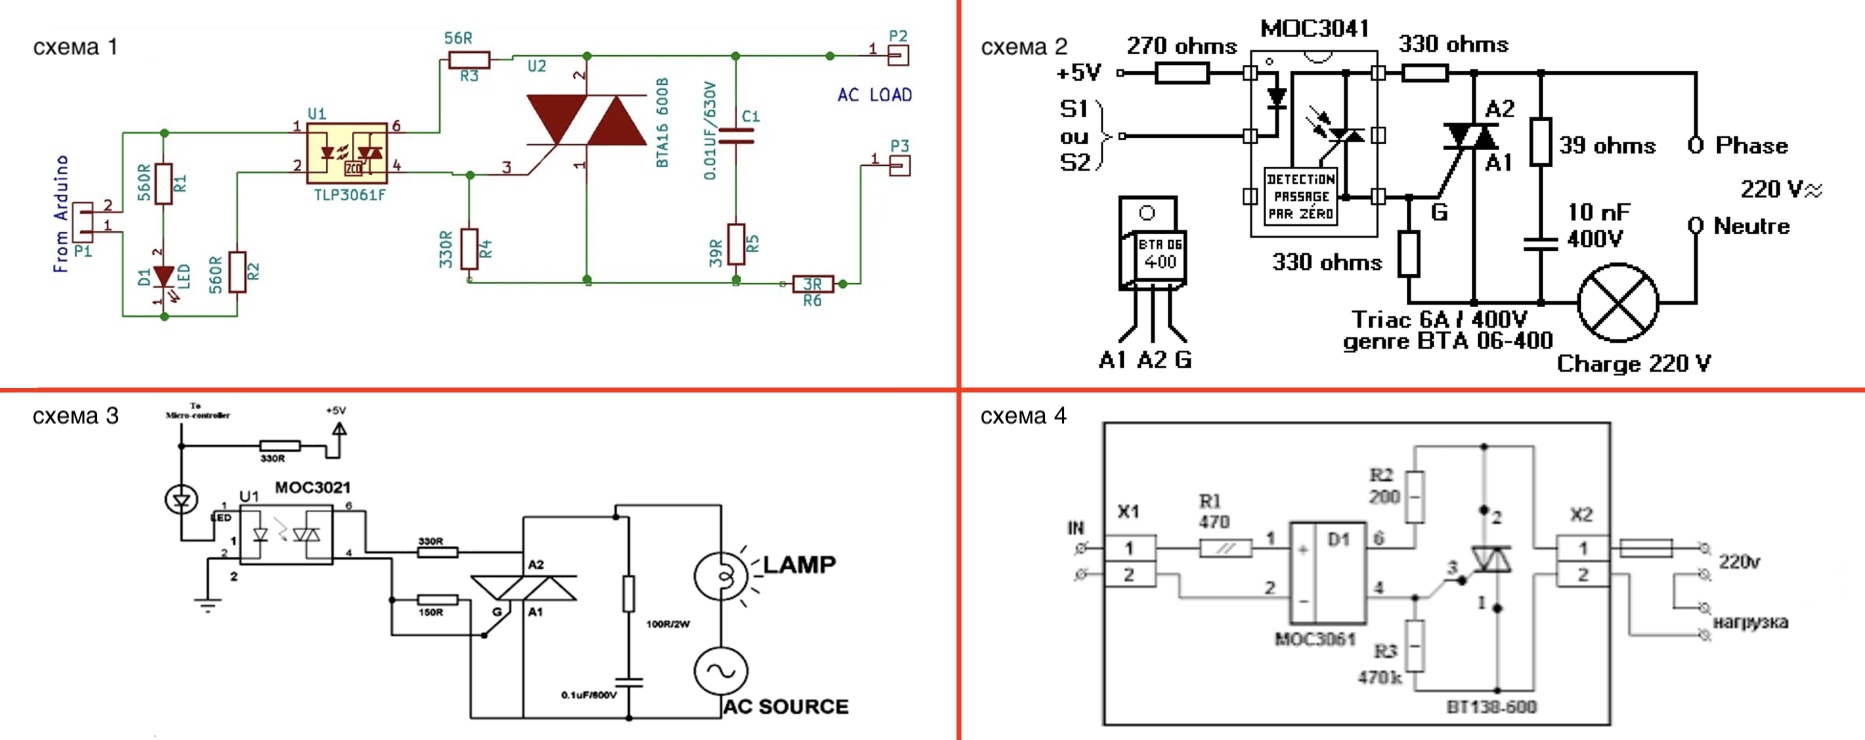 схема 1
56R
R3
U2
2
1
P2
AC LOAD
BTA16 600B
0.01UF/630V
C1
U1
1
6
2
4
ZCD
TLP3061F
3
1
1
P3
From Arduino
2
1
P1
560R
R1
2
D1
LED
1
560R
R2
330R
R4
39R
R5
3R
R6
схема 2
MOC3041
270 ohms
330 ohms
+5V
S1
ou
S2
A2
A1
39 ohms
Phase
220 V≈
DETECTION
PASSAGE
PAR ZÉRO
G
10 nF
400V
Neutre
BTA 06
400
330 ohms
Triac 6A / 400V
genre BTA 06-400
A1 A2 G
Charge 220 V
схема 3
To
Micro-controller
+5V
330R
MOC3021
U1
1
LED
6
1
2
4
2
330R
A2
150R
G
A1
LAMP
100R/2W
0.1uF/600V
AC SOURCE
схема 4
R2
200
X1
R1
470
2
X2
IN
1
1
+
D1
6
1
220v
2
2
-
4
3
2
1
MOC3061
R3
470k
нагрузка
BT138-600